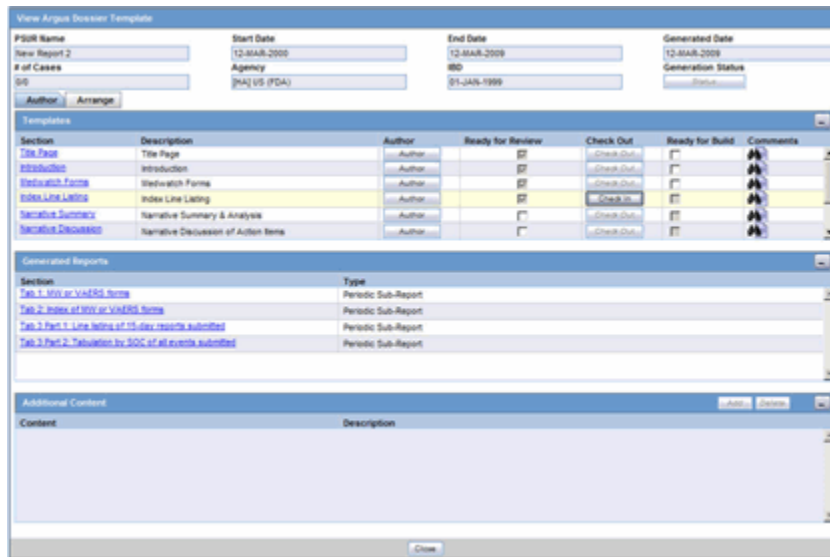 View Argus Dossier Template
PSUR Name Start Date End Date Generated Date
New Report 2 12-MAR-2000 12-MAR-2009 12-MAR-2009
# of Cases Agency IBD Generation Status
0/0 [HA] US (FDA) 01-JAN-1999 Status
Author Arrange
Templates
Section Description Author Ready for Review Check Out Ready for Build Comments
Title Page Title Page Author Check Out
Introduction Introduction Author Check Out
Medwatch Forms Medwatch Forms Author Check Out
Index Line Listing Index Line Listing Author Check In
Narrative Summary Narrative Summary & Analysis Author Check Out
Narrative Discussion Narrative Discussion of Action Items Author Check Out
Generated Reports
Section Type
Tab 1: MW or VAERS forms Periodic Sub-Report
Tab 2: Index of MW or VAERS forms Periodic Sub-Report
Tab 3 Part 1: Line listing of 15-day reports submitted Periodic Sub-Report
Tab 3 Part 2: Tabulation by SOC of all events submitted Periodic Sub-Report
Additional Content Add Delete
Content Description
Close